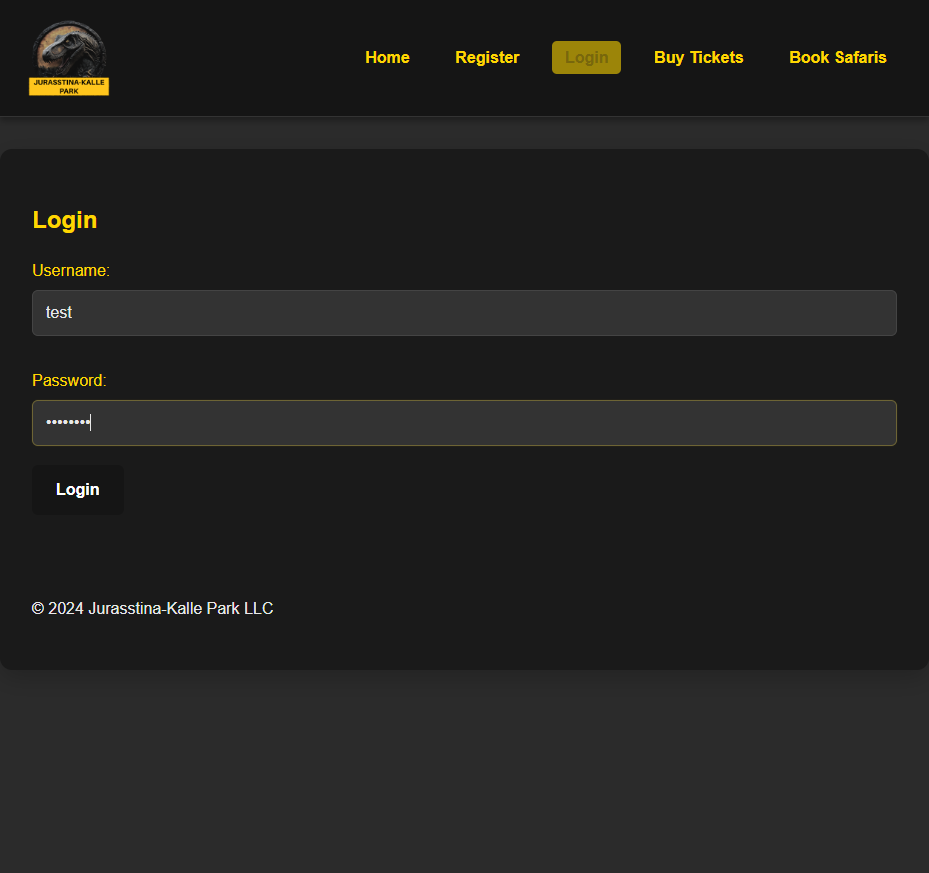 JURASSTINA-KALLE
PARK
Home Register Login Buy Tickets Book Safaris
Login
Username:
test
Password:
••••••••
Login
© 2024 Jurasstina-Kalle Park LLC